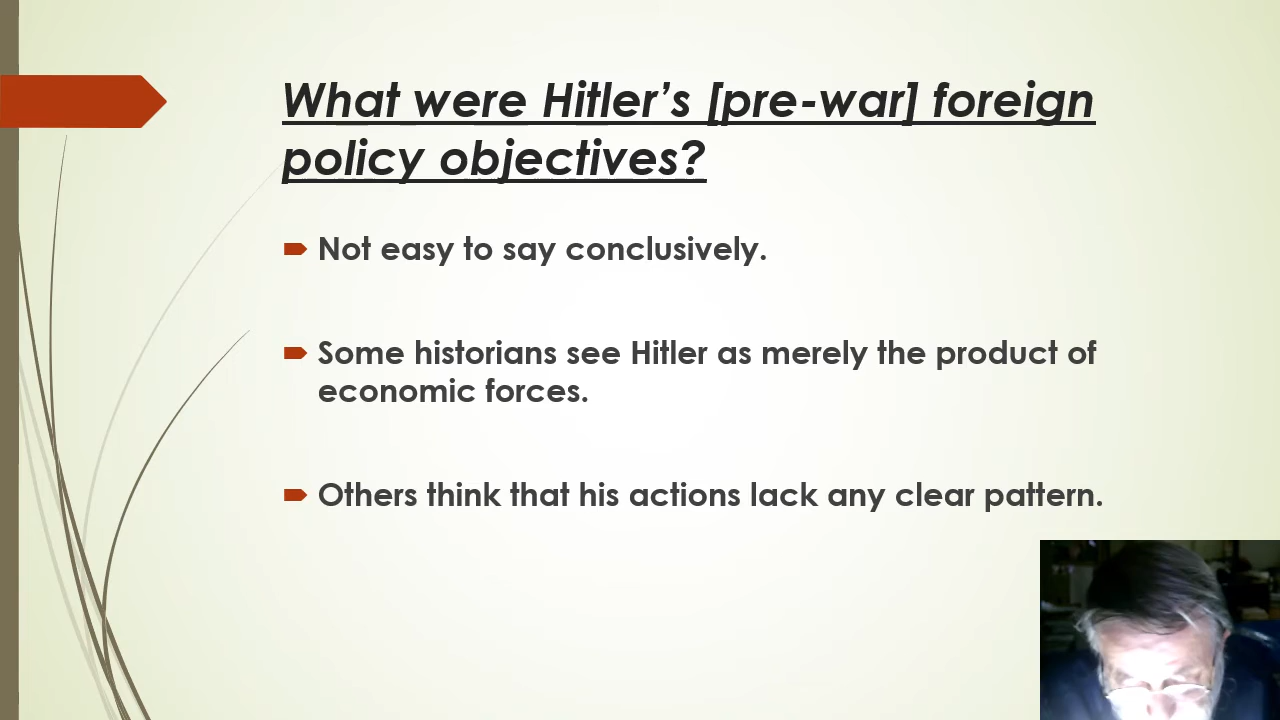 What were Hitler’s [pre-war] foreign
policy objectives?
Not easy to say conclusively.
Some historians see Hitler as merely the product of
economic forces.
Others think that his actions lack any clear pattern.